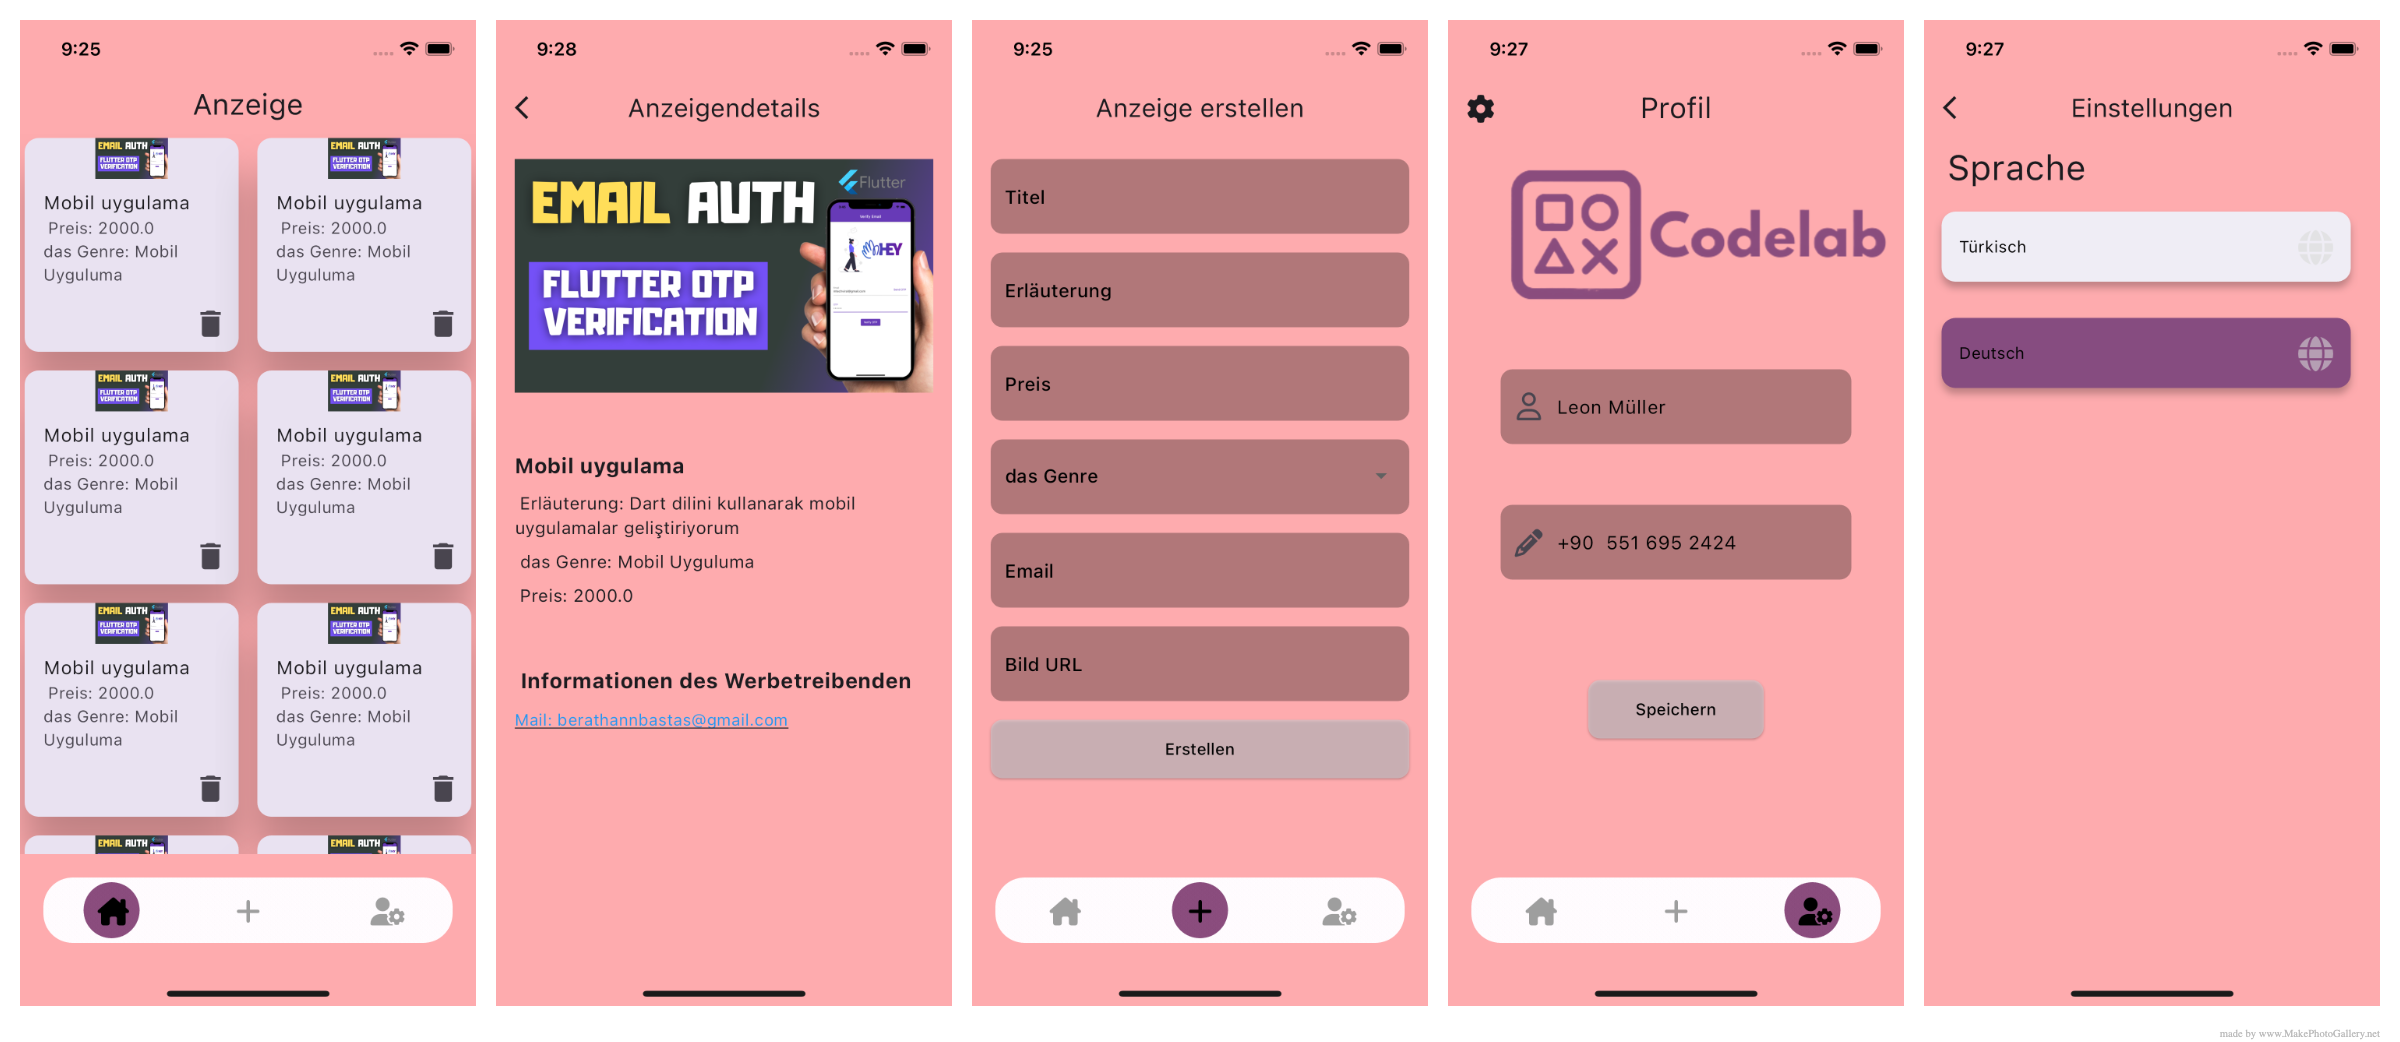 9:25
Anzeige
EMAIL AUTH
FLUTTER OTP
VERIFICATION
Mobil uygulama
Preis: 2000.0
das Genre: Mobil
Uyguluma
EMAIL AUTH
FLUTTER OTP
VERIFICATION
Mobil uygulama
Preis: 2000.0
das Genre: Mobil
Uyguluma
EMAIL AUTH
FLUTTER OTP
VERIFICATION
Mobil uygulama
Preis: 2000.0
das Genre: Mobil
Uyguluma
EMAIL AUTH
FLUTTER OTP
VERIFICATION
Mobil uygulama
Preis: 2000.0
das Genre: Mobil
Uyguluma
EMAIL AUTH
FLUTTER OTP
VERIFICATION
Mobil uygulama
Preis: 2000.0
das Genre: Mobil
Uyguluma
EMAIL AUTH
FLUTTER OTP
VERIFICATION
Mobil uygulama
Preis: 2000.0
das Genre: Mobil
Uyguluma
EMAIL AUTH
EMAIL AUTH
9:28
Anzeigendetails
Flutter
EMAIL AUTH
Verify Email
HEY
FLUTTER OTP
VERIFICATION
Mobil uygulama
Erläuterung: Dart dilini kullanarak mobil
uygulamalar geliştiriyorum
das Genre: Mobil Uyguluma
Preis: 2000.0
Informationen des Werbetreibenden
Mail: berathannbastas@gmail.com
9:25
Anzeige erstellen
Titel
Erläuterung
Preis
das Genre
Email
Bild URL
Erstellen
9:27
Profil
Codelab
Leon Müller
+90 551 695 2424
Speichern
9:27
Einstellungen
Sprache
Türkisch
Deutsch
made by www.MakePhotoGallery.net